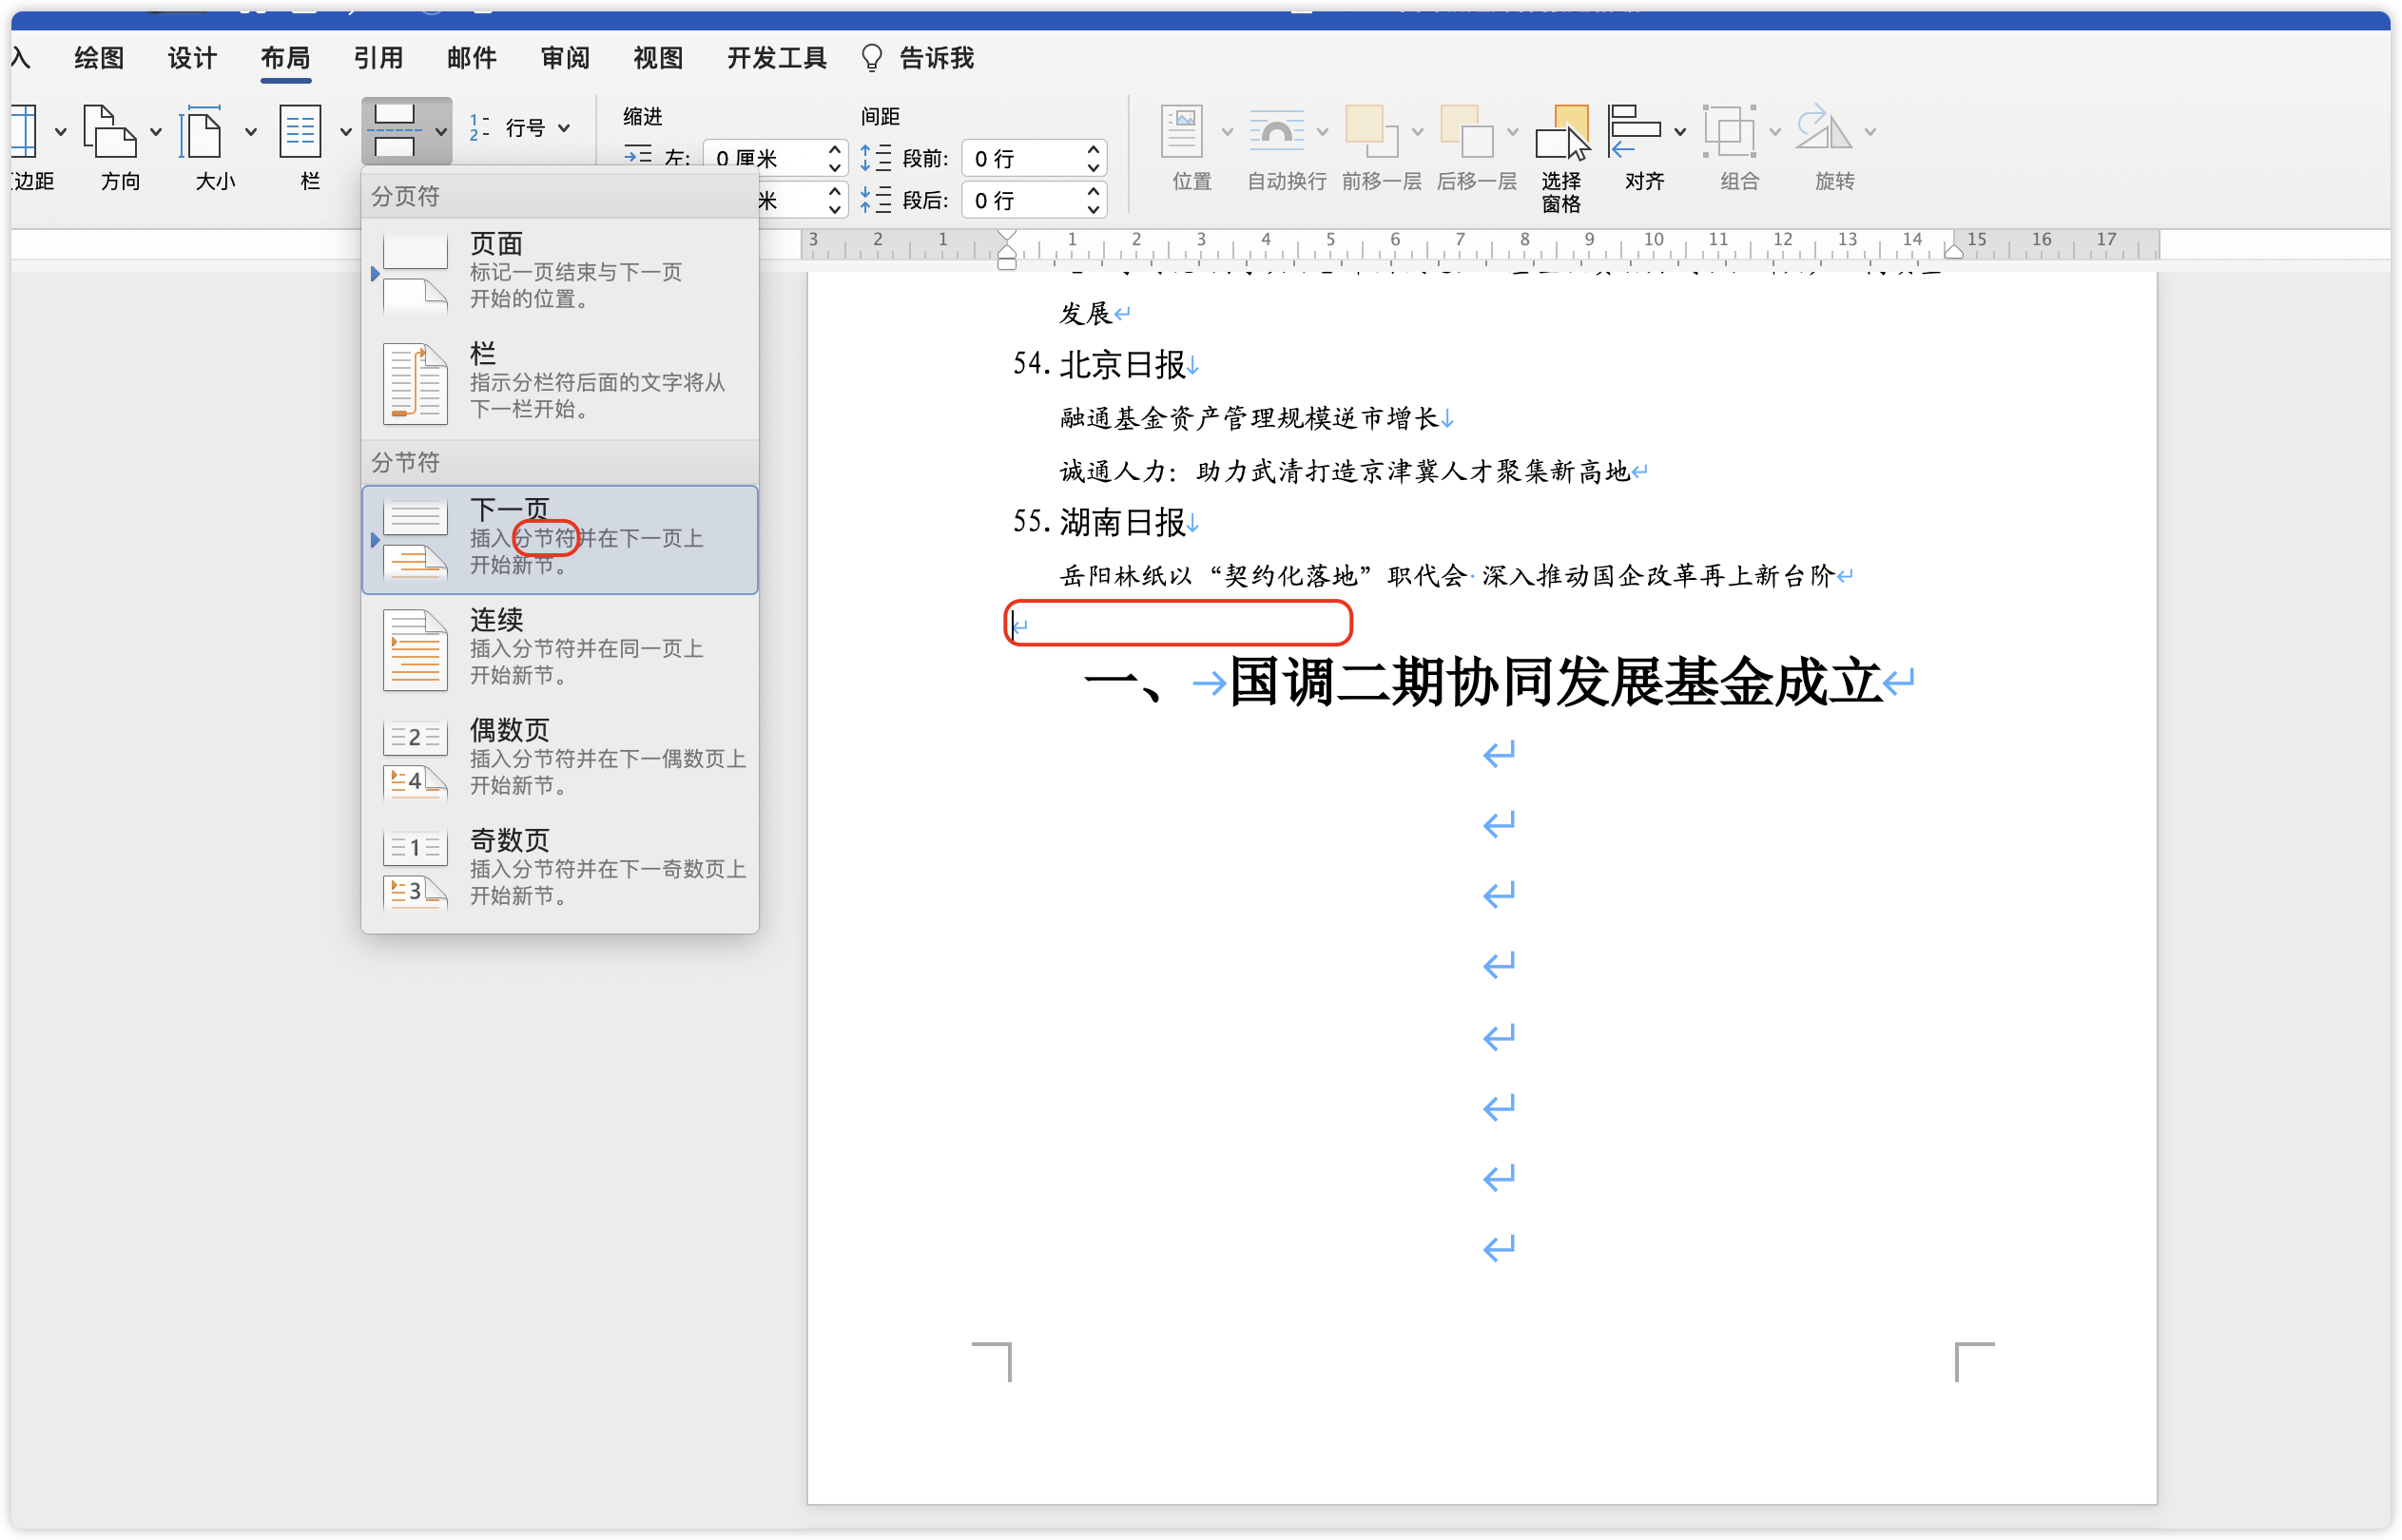 入 绘图 设计 布局 引用 邮件 审阅 视图 开发工具 告诉我
边距 方向 大小 栏
行号
缩进
左: 0 厘米
米
间距
段前: 0 行
段后: 0 行
位置 自动换行 前移一层 后移一层 选择窗格 对齐 组合 旋转
3 2 1 1 2 3 4 5 6 7 8 9 10 11 12 13 14 15 16 17
分页符
页面
标记一页结束与下一页
开始的位置。
栏
指示分栏符后面的文字将从
下一栏开始。
分节符
下一页
插入分节符并在下一页上
开始新节。
连续
插入分节符并在同一页上
开始新节。
偶数页
插入分节符并在下一偶数页上
开始新节。
2
4
奇数页
插入分节符并在下一奇数页上
开始新节。
1
3
发展
54. 北京日报
融通基金资产管理规模逆市增长
诚通人力：助力武清打造京津冀人才聚集新高地
55. 湖南日报
岳阳林纸以“契约化落地”职代会 深入推动国企改革再上新台阶
一、 国调二期协同发展基金成立